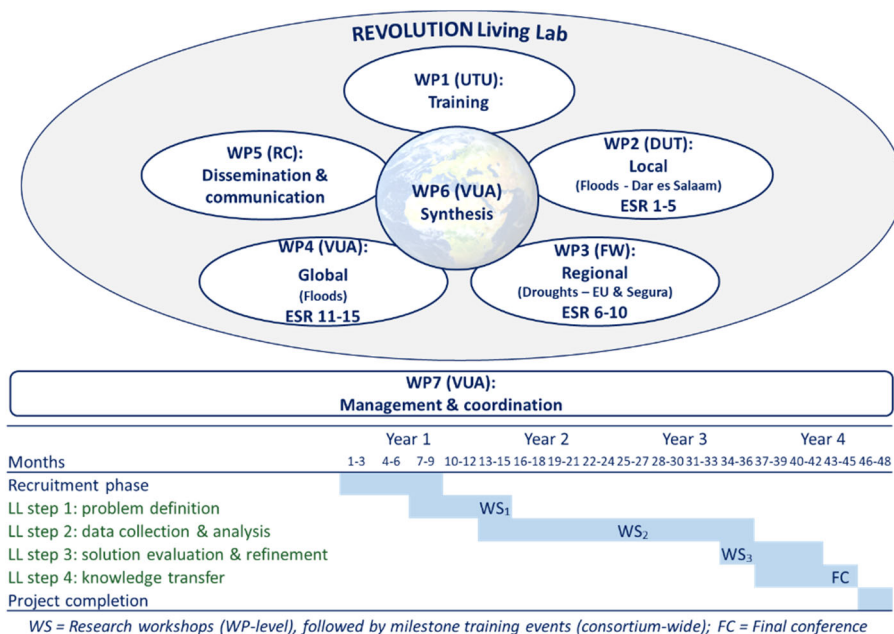 REVOLUTION Living Lab
WP1 (UTU):
Training
WP5 (RC):
Dissemination &
communication
WP2 (DUT):
Local
(Floods - Dar es Salaam)
ESR 1-5
WP6 (VUA)
Synthesis
WP4 (VUA):
Global
(Floods)
ESR 11-15
WP3 (FW):
Regional
(Droughts – EU & Segura)
ESR 6-10
WP7 (VUA):
Management & coordination
Year 1 Year 2 Year 3 Year 4
Months 1-3 4-6 7-9 10-12 13-15 16-18 19-21 22-24 25-27 28-30 31-33 34-36 37-39 40-42 43-45 46-48
Recruitment phase
LL step 1: problem definition WS1
LL step 2: data collection & analysis WS2
LL step 3: solution evaluation & refinement WS3
LL step 4: knowledge transfer FC
Project completion
WS = Research workshops (WP-level), followed by milestone training events (consortium-wide); FC = Final conference